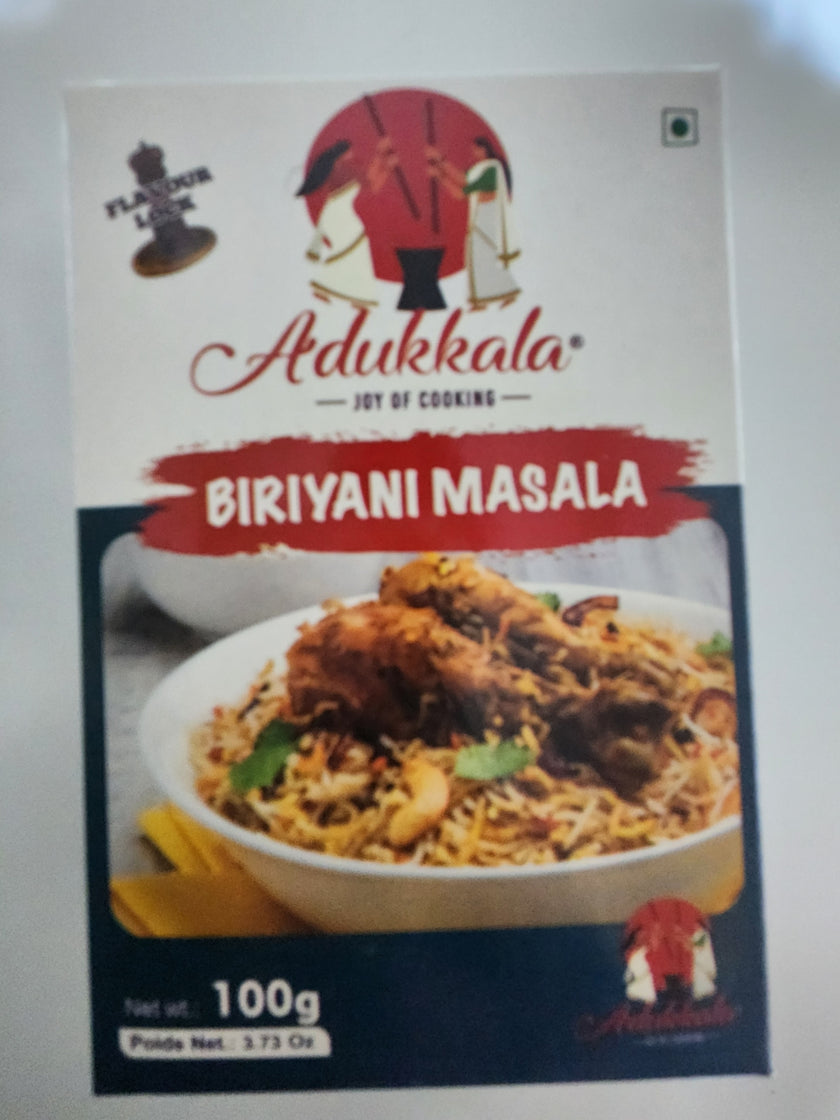 FLAVOUR
LOCK
Adukkala®
JOY OF COOKING
BIRIYANI MASALA
Net wt.: 100g
Poids Net.: 3.73 Oz
Adukkala